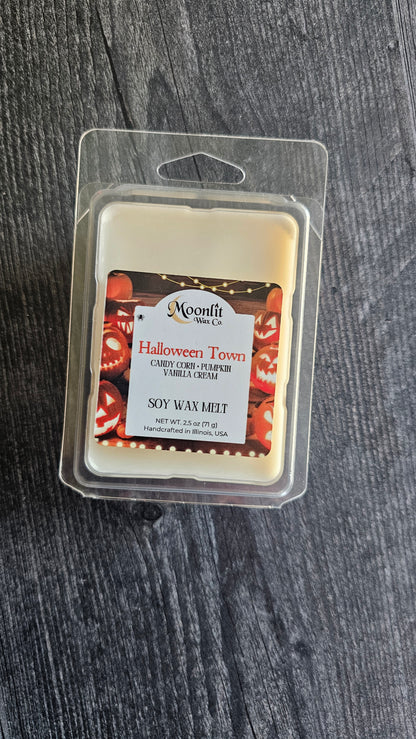 Moonlit
Wax Co.
Halloween Town
CANDY CORN • PUMPKIN
VANILLA CREAM
SOY WAX MELT
NET WT. 2.5 oz (71 g)
Handcrafted in Illinois, USA